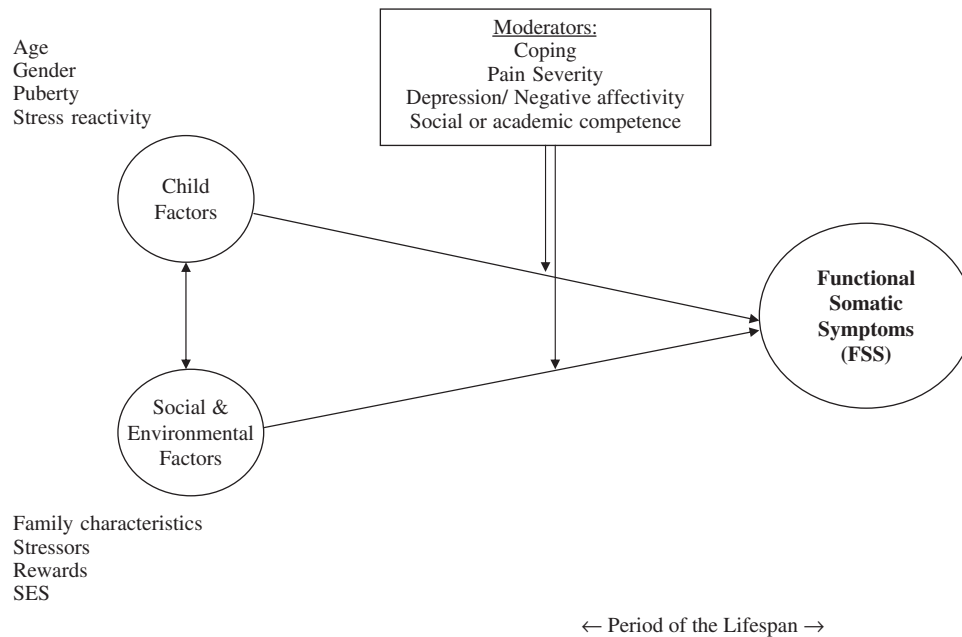 Age
Gender
Puberty
Stress reactivity
Moderators:
Coping
Pain Severity
Depression/ Negative affectivity
Social or academic competence
Child
Factors
Functional
Somatic
Symptoms
(FSS)
Social &
Environmental
Factors
Family characteristics
Stressors
Rewards
SES
← Period of the Lifespan →